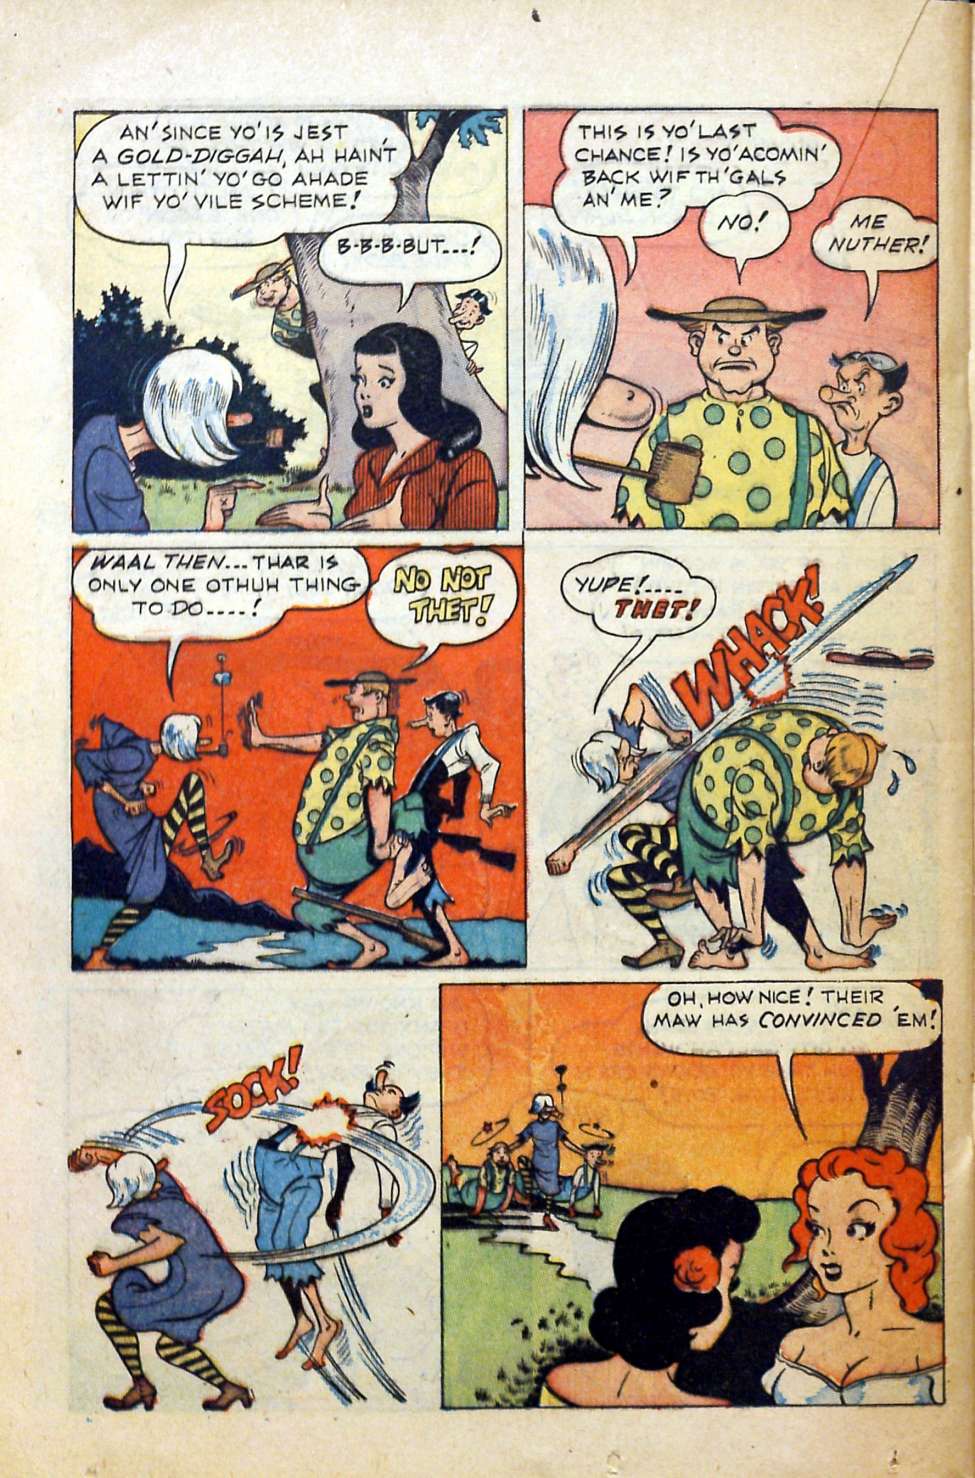 AN' SINCE YO' IS JEST
A GOLD-DIGGAH, AH HAIN'T
A LETTIN' YO' GO AHADE
WIF YO' VILE SCHEME!
B-B-B-BUT...!
THIS IS YO' LAST
CHANCE! IS YO' ACOMIN'
BACK WIF TH' GALS
AN' ME?
NO!
ME
NUTHER!
WAAL THEN... THAR IS
ONLY ONE OTHUH THING
TO DO....!
NO NOT
THET!
YUPE!.....
THET!
WHACK!
SOCK!
OH, HOW NICE! THEIR
MAW HAS CONVINCED 'EM!